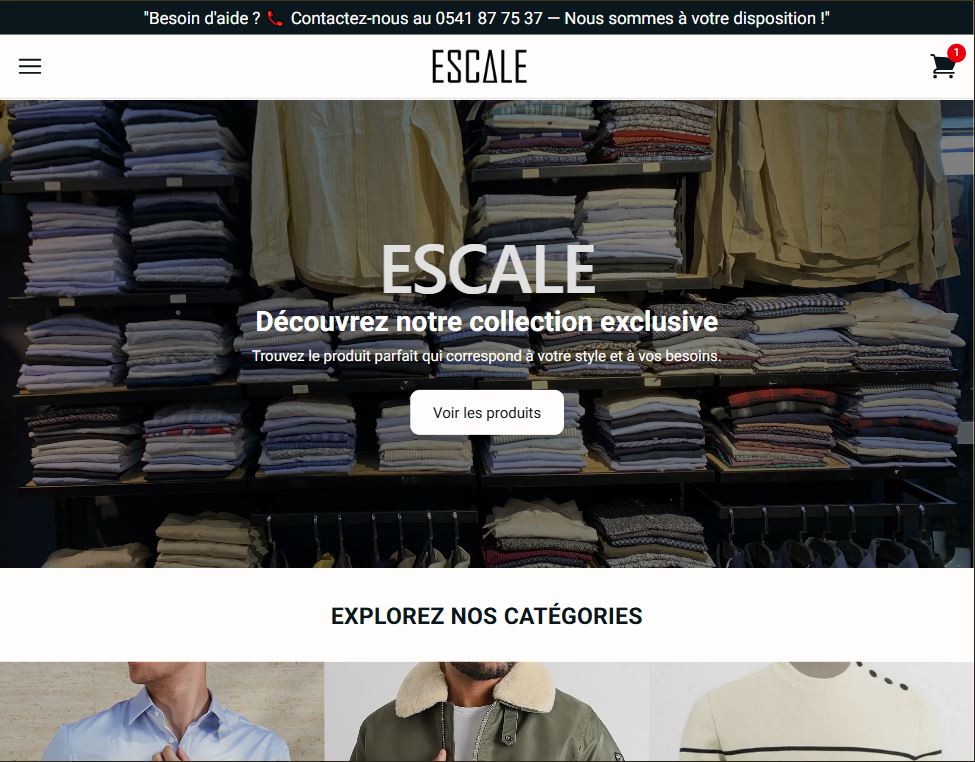 "Besoin d'aide ? 📞 Contactez-nous au 0541 87 75 37 — Nous sommes à votre disposition !"
ESCALE
1
ESCALE
Découvrez notre collection exclusive
Trouvez le produit parfait qui correspond à votre style et à vos besoins.
Voir les produits
EXPLOREZ NOS CATÉGORIES